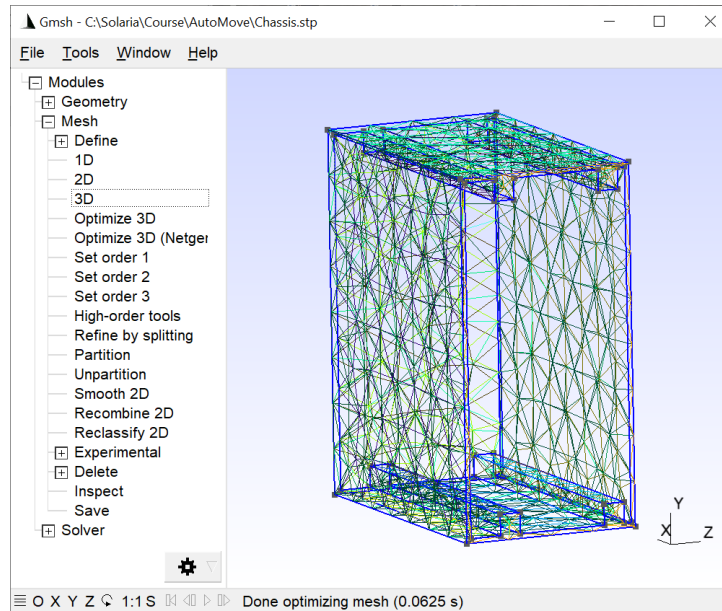 Gmsh - C:\Solaria\Course\AutoMove\Chassis.stp
File Tools Window Help
Modules
Geometry
Mesh
Define
1D
2D
3D
Optimize 3D
Optimize 3D (Netger
Set order 1
Set order 2
Set order 3
High-order tools
Refine by splitting
Partition
Unpartition
Smooth 2D
Recombine 2D
Reclassify 2D
Experimental
Delete
Inspect
Save
Solver
Y
X Z
O X Y Z 1:1 S Done optimizing mesh (0.0625 s)